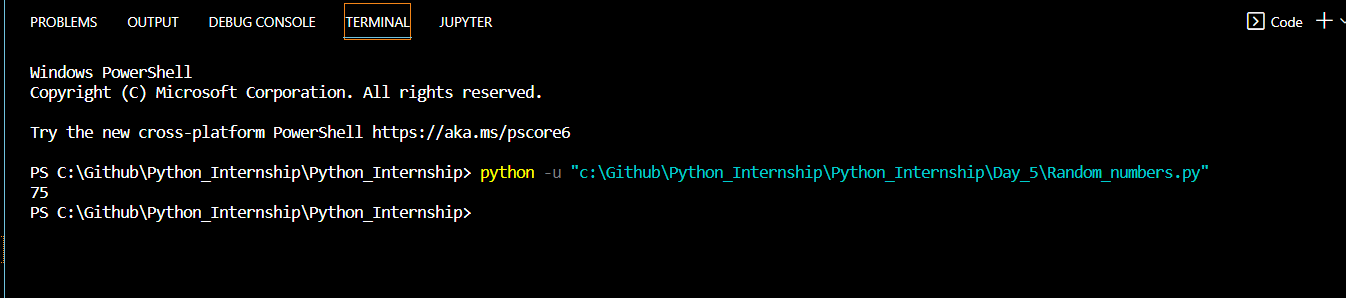 PROBLEMS OUTPUT DEBUG CONSOLE TERMINAL JUPYTER Code
Windows PowerShell
Copyright (C) Microsoft Corporation. All rights reserved.
Try the new cross-platform PowerShell https://aka.ms/pscore6
PS C:\Github\Python_Internship\Python_Internship> python -u "c:\Github\Python_Internship\Python_Internship\Day_5\Random_numbers.py"
75
PS C:\Github\Python_Internship\Python_Internship>